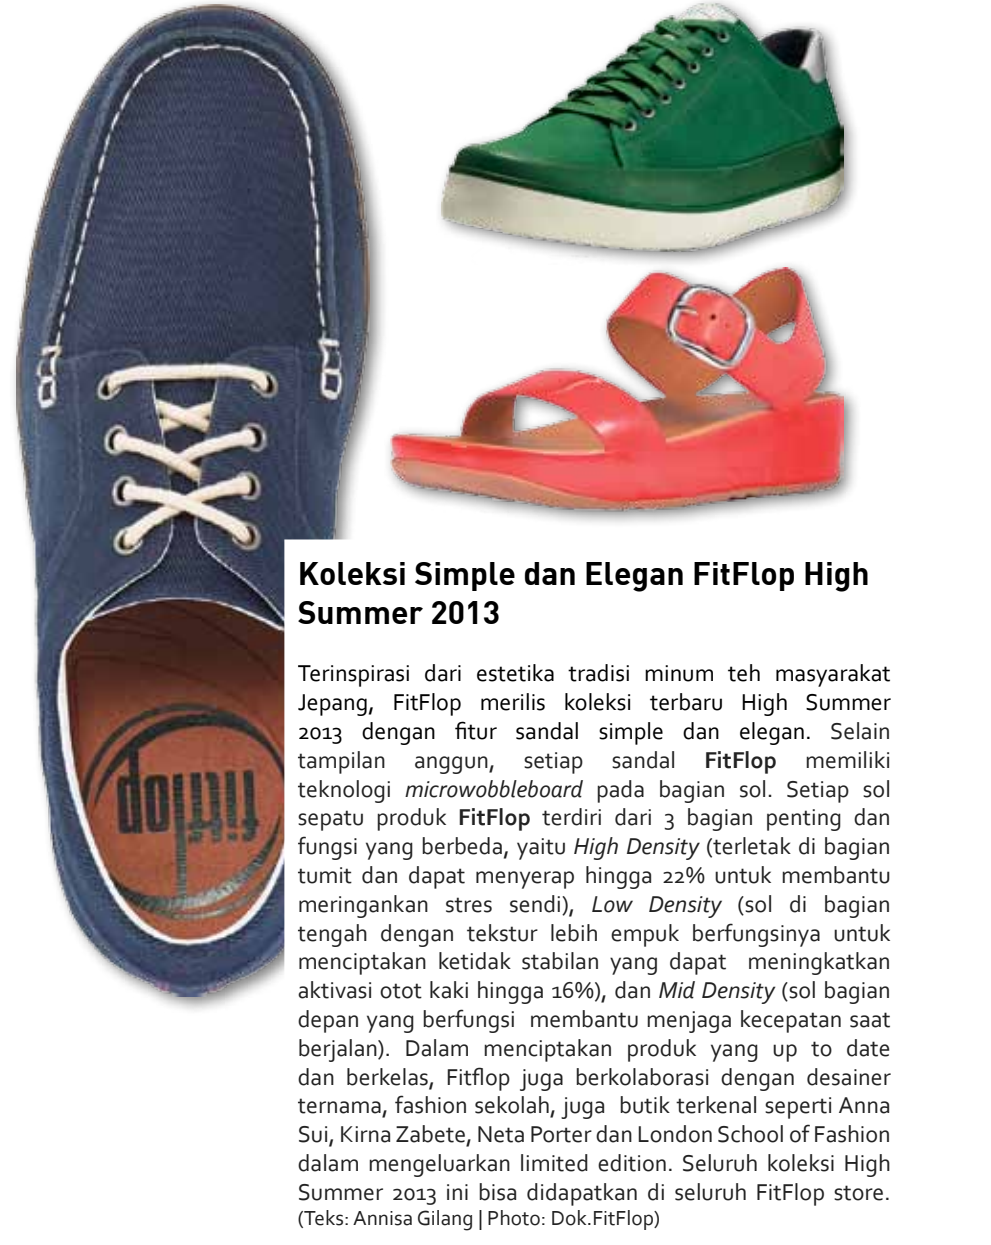 fitflop
Koleksi Simple dan Elegan FitFlop High
Summer 2013
Terinspirasi dari estetika tradisi minum teh masyarakat
Jepang, FitFlop merilis koleksi terbaru High Summer
2013 dengan fitur sandal simple dan elegan. Selain
tampilan anggun, setiap sandal FitFlop memiliki
teknologi microwobbleboard pada bagian sol. Setiap sol
sepatu produk FitFlop terdiri dari 3 bagian penting dan
fungsi yang berbeda, yaitu High Density (terletak di bagian
tumit dan dapat menyerap hingga 22% untuk membantu
meringankan stres sendi), Low Density (sol di bagian
tengah dengan tekstur lebih empuk berfungsinya untuk
menciptakan ketidak stabilan yang dapat meningkatkan
aktivasi otot kaki hingga 16%), dan Mid Density (sol bagian
depan yang berfungsi membantu menjaga kecepatan saat
berjalan). Dalam menciptakan produk yang up to date
dan berkelas, Fitflop juga berkolaborasi dengan desainer
ternama, fashion sekolah, juga butik terkenal seperti Anna
Sui, Kirna Zabete, Neta Porter dan London School of Fashion
dalam mengeluarkan limited edition. Seluruh koleksi High
Summer 2013 ini bisa didapatkan di seluruh FitFlop store.
(Teks: Annisa Gilang | Photo: Dok.FitFlop)